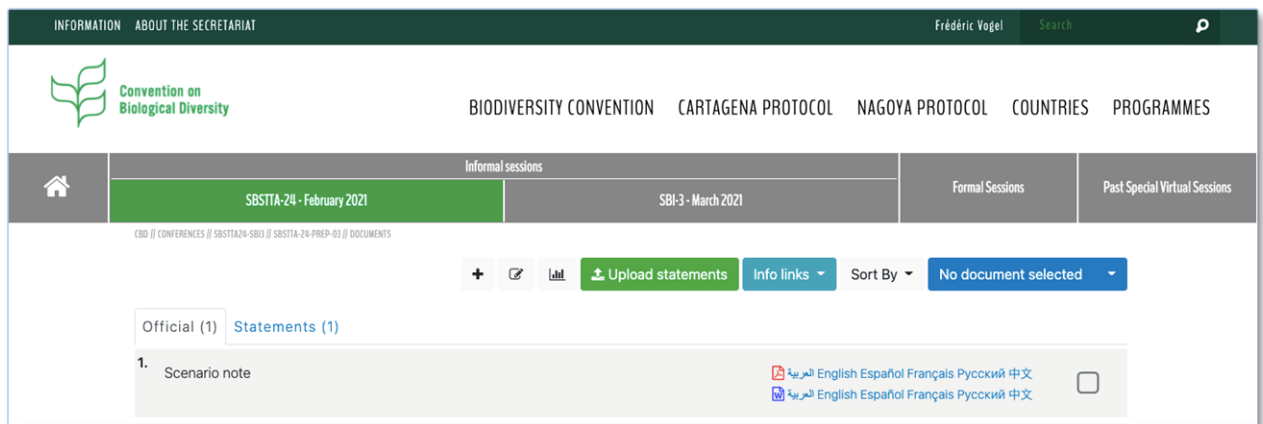 INFORMATION ABOUT THE SECRETARIAT Frédéric Vogel Search
Convention on
Biological Diversity
BIODIVERSITY CONVENTION CARTAGENA PROTOCOL NAGOYA PROTOCOL COUNTRIES PROGRAMMES
Informal sessions
SBSTTA-24 - February 2021 SBI-3 - March 2021 Formal Sessions Past Special Virtual Sessions
CBD // CONFERENCES // SBSTTA24-SBI3 // SBSTTA-24-PREP-03 // DOCUMENTS
Upload statements Info links Sort By No document selected
Official (1) Statements (1)
1. Scenario note
العربية English Español Français Русский 中文
العربية English Español Français Русский 中文